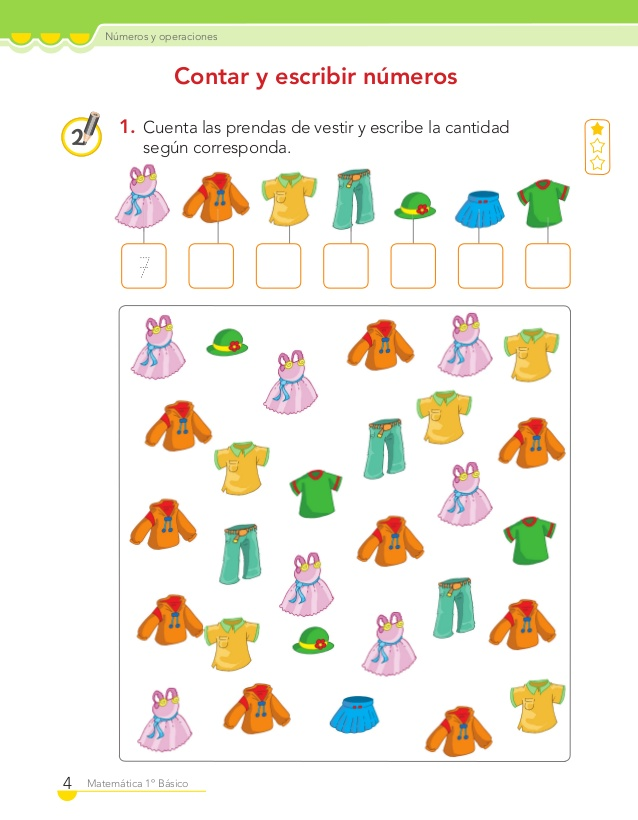 Números y operaciones
Contar y escribir números
2
1. Cuenta las prendas de vestir y escribe la cantidad
según corresponda.
7
4 Matemática 1º Básico